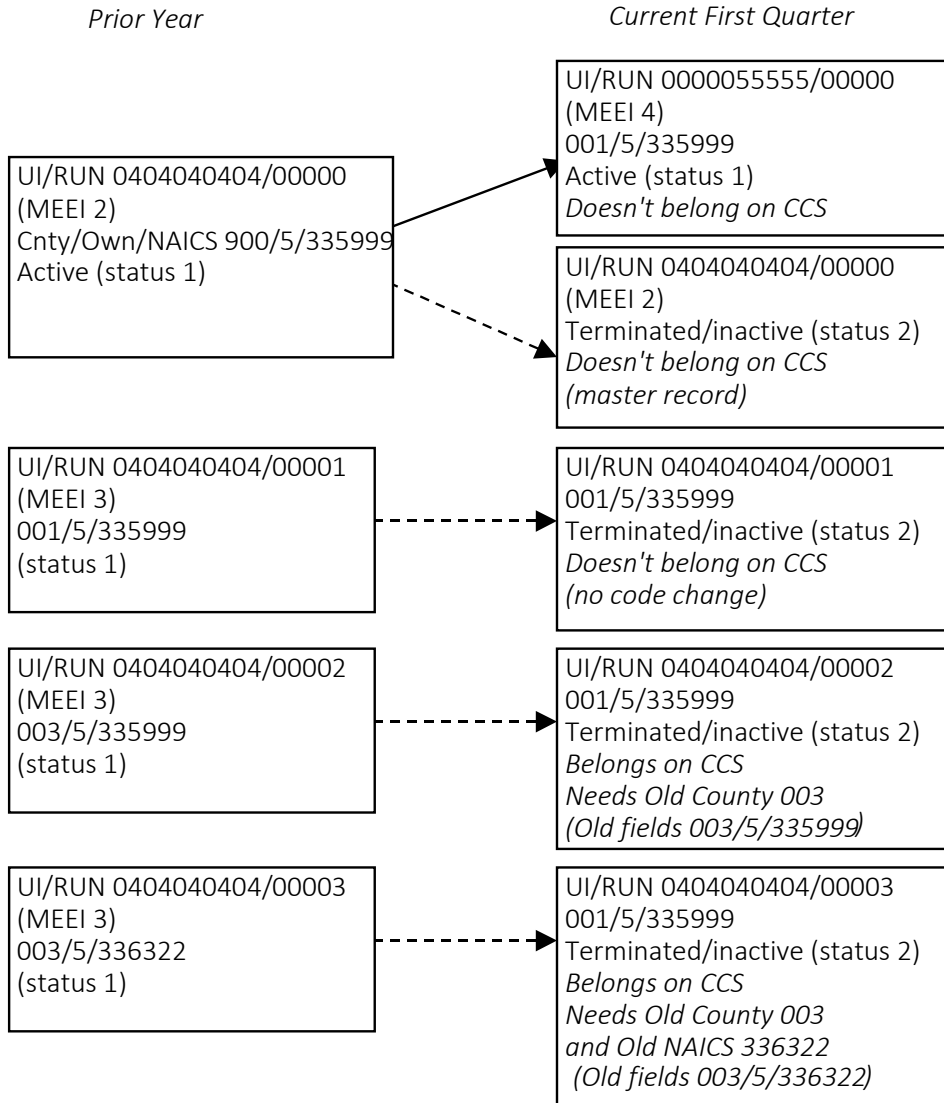 Prior Year
Current First Quarter
UI/RUN 0404040404/00000
(MEEI 2)
Cnty/Own/NAICS 900/5/335999
Active (status 1)
UI/RUN 0000055555/00000
(MEEI 4)
001/5/335999
Active (status 1)
Doesn't belong on CCS
UI/RUN 0404040404/00000
(MEEI 2)
Terminated/inactive (status 2)
Doesn't belong on CCS
(master record)
UI/RUN 0404040404/00001
(MEEI 3)
001/5/335999
(status 1)
UI/RUN 0404040404/00001
001/5/335999
Terminated/inactive (status 2)
Doesn't belong on CCS
(no code change)
UI/RUN 0404040404/00002
(MEEI 3)
003/5/335999
(status 1)
UI/RUN 0404040404/00002
001/5/335999
Terminated/inactive (status 2)
Belongs on CCS
Needs Old County 003
(Old fields 003/5/335999)
UI/RUN 0404040404/00003
(MEEI 3)
003/5/336322
(status 1)
UI/RUN 0404040404/00003
001/5/335999
Terminated/inactive (status 2)
Belongs on CCS
Needs Old County 003
and Old NAICS 336322
(Old fields 003/5/336322)